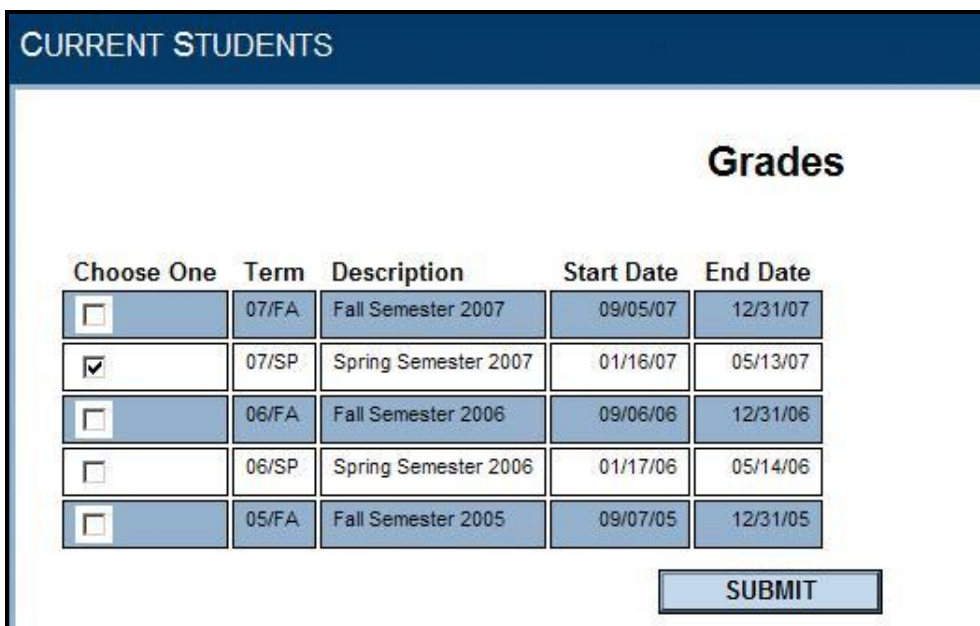 CURRENT STUDENTS
Grades
Choose One Term Description Start Date End Date
07/FA Fall Semester 2007 09/05/07 12/31/07
07/SP Spring Semester 2007 01/16/07 05/13/07
06/FA Fall Semester 2006 09/06/06 12/31/06
06/SP Spring Semester 2006 01/17/06 05/14/06
05/FA Fall Semester 2005 09/07/05 12/31/05
SUBMIT